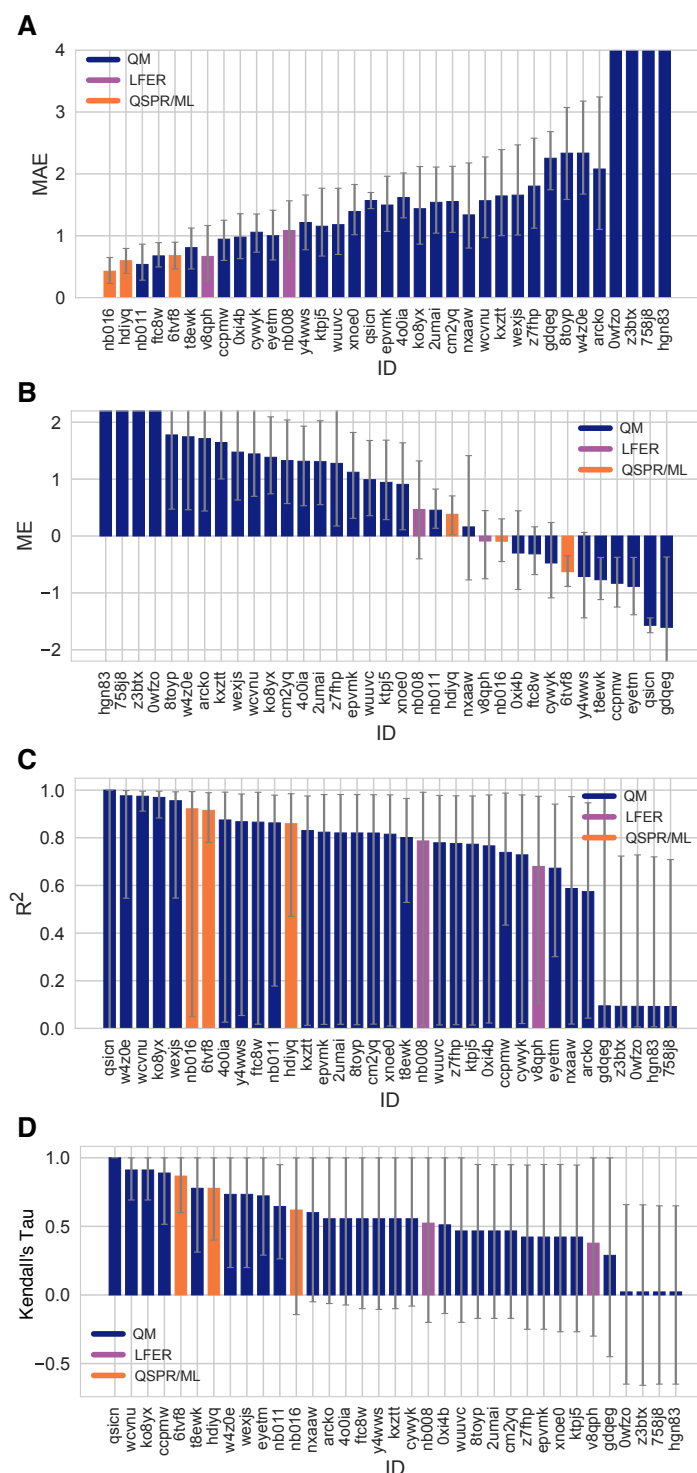 A
4
3
2
1
0
MAE
QM
LFER
QSPR/ML
nb016 hdiyq nb011 ftc8w 6tvf8 t8ewk v8qph ccpmw 0xi4b cywyk eyetm nb008 y4wws ktpj5 wuuvc xnoe0 qsicn epvmk 4o0ia ko8yx 2umai cm2yq nxaaw wcvnu kxztt wexjs z7fhp gdqeg 8toyp w4z0e arcko 0wfzo z3btx 758j8 hgn83
ID
B
2
1
0
−1
−2
ME
QM
LFER
QSPR/ML
hgn83 758j8 z3btx 0wfzo 8toyp w4z0e arcko kxztt wexjs wcvnu ko8yx cm2yq 4o0ia 2umai z7fhp epvmk wuuvc ktpj5 xnoe0 nb008 nb011 hdiyq nxaaw v8qph nb016 0xi4b ftc8w cywyk 6tvf8 y4wws t8ewk ccpmw eyetm qsicn gdqeg
ID
C
1.0
0.8
0.6
0.4
0.2
0.0
R²
QM
LFER
QSPR/ML
qsicn w4z0e wcvnu ko8yx wexjs nb016 6tvf8 4o0ia y4wws ftc8w nb011 hdiyq kxztt epvmk 2umai 8toyp cm2yq xnoe0 t8ewk nb008 wuuvc z7fhp ktpj5 0xi4b ccpmw cywyk v8qph eyetm nxaaw arcko gdqeg z3btx 0wfzo hgn83 758j8
ID
D
1.0
0.5
0.0
−0.5
Kendall's Tau
QM
LFER
QSPR/ML
qsicn wcvnu ko8yx ccpmw 6tvf8 t8ewk hdiyq w4z0e wexjs eyetm nb011 nb016 nxaaw arcko 4o0ia ftc8w y4wws kxztt cywyk nb008 0xi4b wuuvc 8toyp 2umai cm2yq z7fhp epvmk xnoe0 ktpj5 v8qph gdqeg 0wfzo z3btx 758j8 hgn83
ID